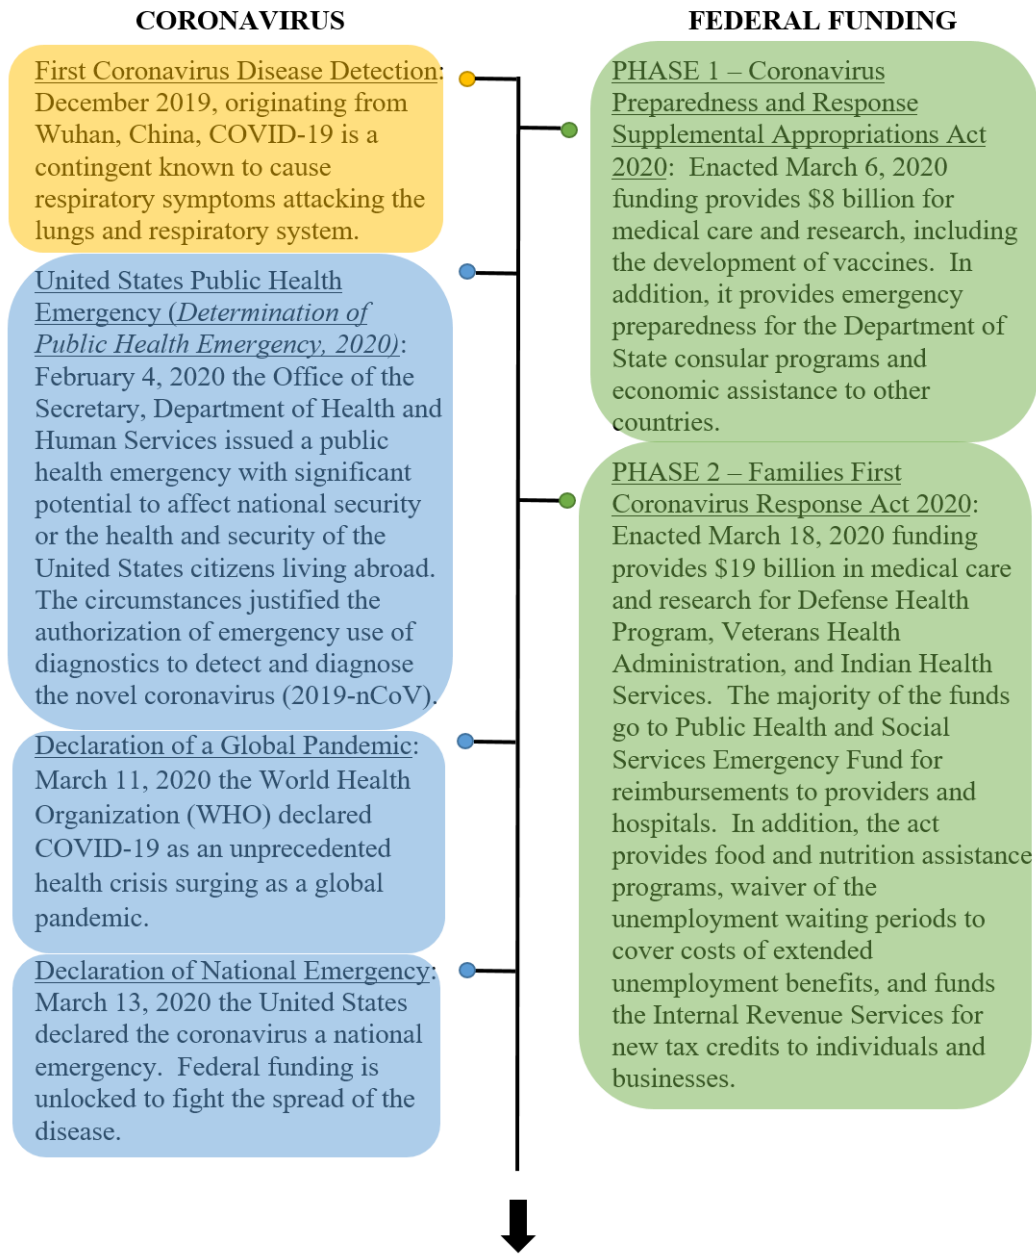 CORONAVIRUS
First Coronavirus Disease Detection:
December 2019, originating from
Wuhan, China, COVID-19 is a
contingent known to cause
respiratory symptoms attacking the
lungs and respiratory system.
United States Public Health
Emergency (Determination of
Public Health Emergency, 2020):
February 4, 2020 the Office of the
Secretary, Department of Health and
Human Services issued a public
health emergency with significant
potential to affect national security
or the health and security of the
United States citizens living abroad.
The circumstances justified the
authorization of emergency use of
diagnostics to detect and diagnose
the novel coronavirus (2019-nCoV).
Declaration of a Global Pandemic:
March 11, 2020 the World Health
Organization (WHO) declared
COVID-19 as an unprecedented
health crisis surging as a global
pandemic.
Declaration of National Emergency:
March 13, 2020 the United States
declared the coronavirus a national
emergency.  Federal funding is
unlocked to fight the spread of the
disease.
FEDERAL FUNDING
PHASE 1 – Coronavirus
Preparedness and Response
Supplemental Appropriations Act
2020:  Enacted March 6, 2020
funding provides $8 billion for
medical care and research, including
the development of vaccines.  In
addition, it provides emergency
preparedness for the Department of
State consular programs and
economic assistance to other
countries.
PHASE 2 – Families First
Coronavirus Response Act 2020:
Enacted March 18, 2020 funding
provides $19 billion in medical care
and research for Defense Health
Program, Veterans Health
Administration, and Indian Health
Services.  The majority of the funds
go to Public Health and Social
Services Emergency Fund for
reimbursements to providers and
hospitals.  In addition, the act
provides food and nutrition assistance
programs, waiver of the
unemployment waiting periods to
cover costs of extended
unemployment benefits, and funds
the Internal Revenue Services for
new tax credits to individuals and
businesses.